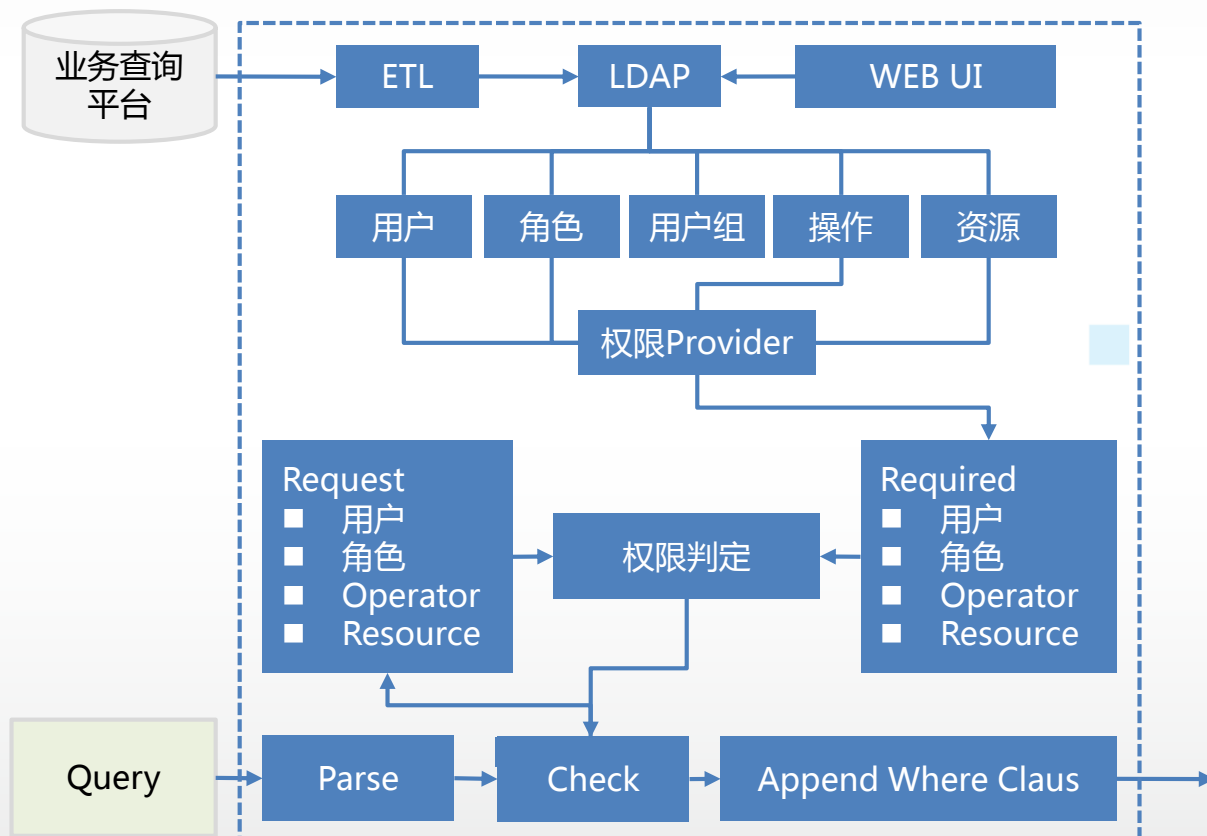 业务查询
平台
ETL
LDAP
WEB UI
用户
角色
用户组
操作
资源
权限Provider
Request
用户
角色
Operator
Resource
权限判定
Required
用户
角色
Operator
Resource
Query
Parse
Check
Append Where Claus